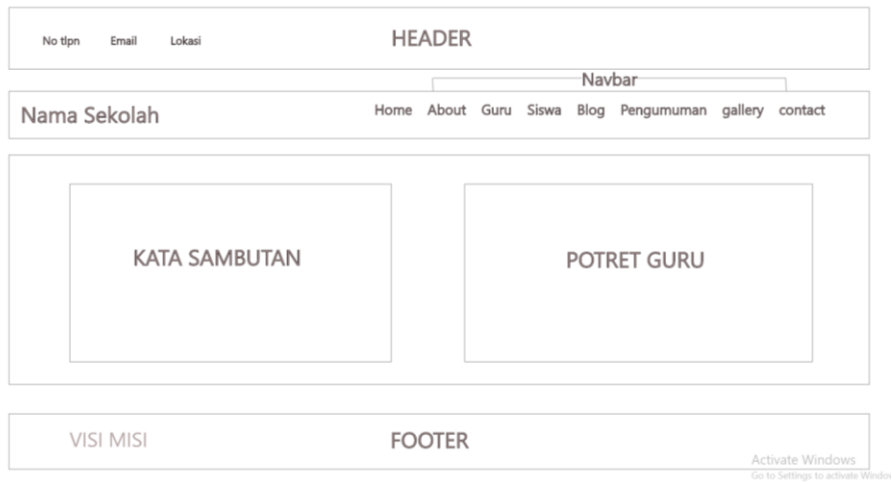 No tlpn Email Lokasi HEADER
Navbar
Nama Sekolah Home About Guru Siswa Blog Pengumuman gallery contact
KATA SAMBUTAN POTRET GURU
VISI MISI FOOTER
Activate Windows
Go to Settings to activate Windo